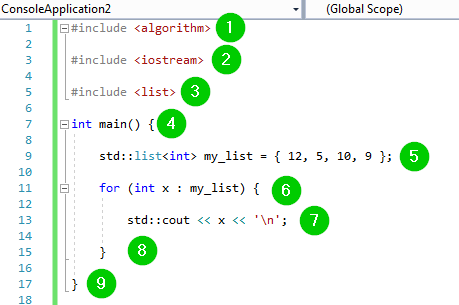 ConsoleApplication2 (Global Scope)
1 #include <algorithm> 1
2
3 #include <iostream> 2
4
5 #include <list> 3
6
7 int main() { 4
8
9 std::list<int> my_list = { 12, 5, 10, 9 }; 5
10
11 for (int x : my_list) { 6
12
13 std::cout << x << '\n'; 7
14
15 } 8
16
17 } 9